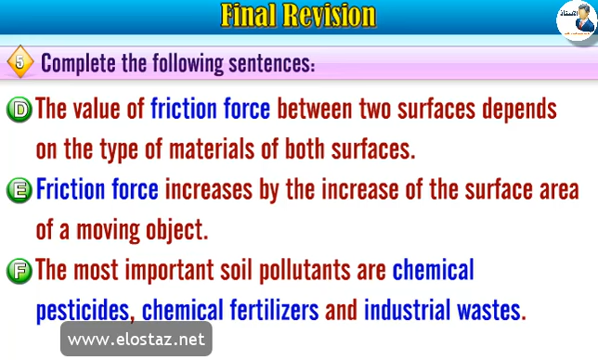 Final Revision
5 Complete the following sentences:
D The value of friction force between two surfaces depends
on the type of materials of both surfaces.
E Friction force increases by the increase of the surface area
of a moving object.
F The most important soil pollutants are chemical
pesticides, chemical fertilizers and industrial wastes.
www.elostaz.net
الأستاذ